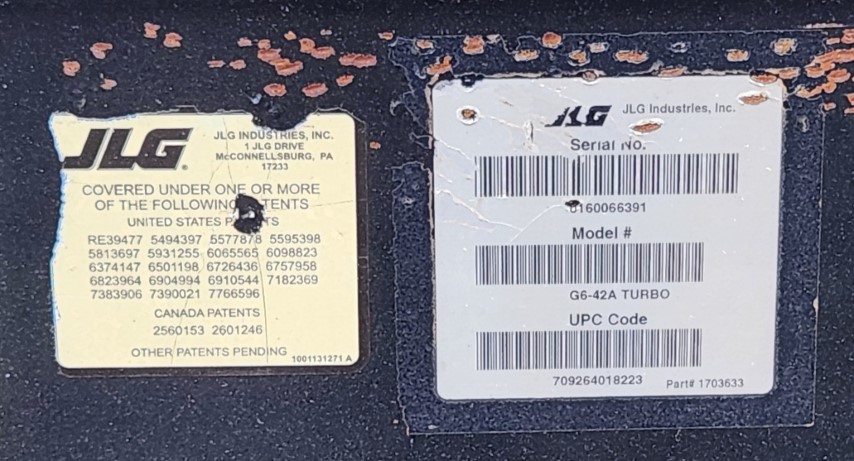 JLG
JLG INDUSTRIES, INC.
1 JLG DRIVE
McCONNELLSBURG, PA
17233
COVERED UNDER ONE OR MORE
OF THE FOLLOWING
UNITED STATES
RE39477 5494397 5577878 5595398
5813697 5931255 6065565 6098823
6374147 6501198 6726436 6757958
6823964 6904994 6910544 7182369
7383906 7390021 7766596
CANADA PATENTS
2560153 2601246
OTHER PATENTS PENDING
1001131271 A
JLG
JLG Industries, Inc.
Serial No.
0160066391
Model #
G6-42A TURBO
UPC Code
709264018223
Part# 1703633